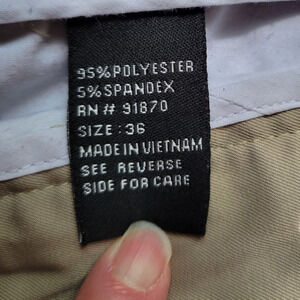 95% POLYESTER
5% SPANDEX
RN# 91870
SIZE: 36
MADE IN VIETNAM
SEE REVERSE
SIDE FOR CARE